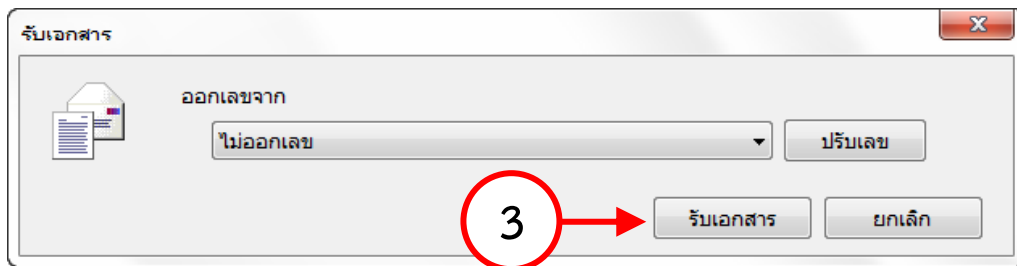 รับเอกสาร
ออกเลขจาก
ไม่ออกเลข ปรับเลข
3 รับเอกสาร ยกเลิก